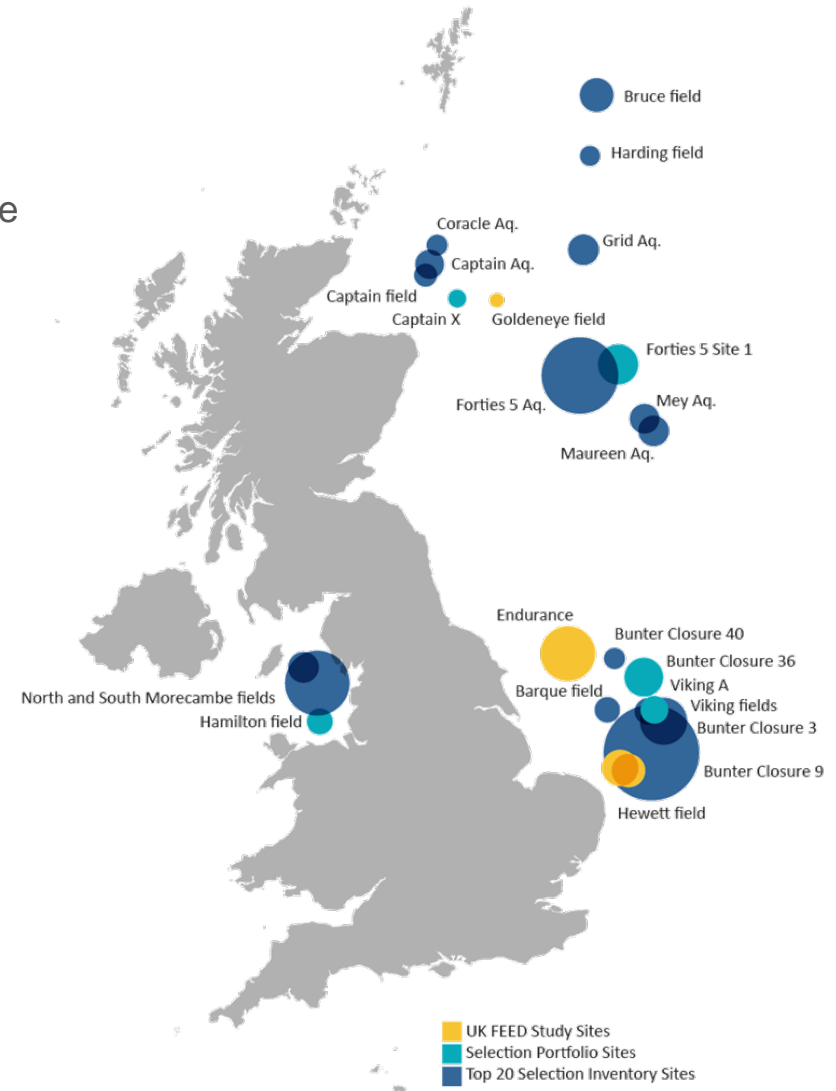 Bruce field
Harding field
e
Coracle Aq.
Grid Aq.
Captain Aq.
Captain field
Captain X
Goldeneye field
Forties 5 Site 1
Forties 5 Aq.
Mey Aq.
Maureen Aq.
Endurance
Bunter Closure 40
Bunter Closure 36
Viking A
Barque field
Viking fields
North and South Morecambe fields
Hamilton field
Bunter Closure 3
Bunter Closure 9
Hewett field
UK FEED Study Sites
Selection Portfolio Sites
Top 20 Selection Inventory Sites